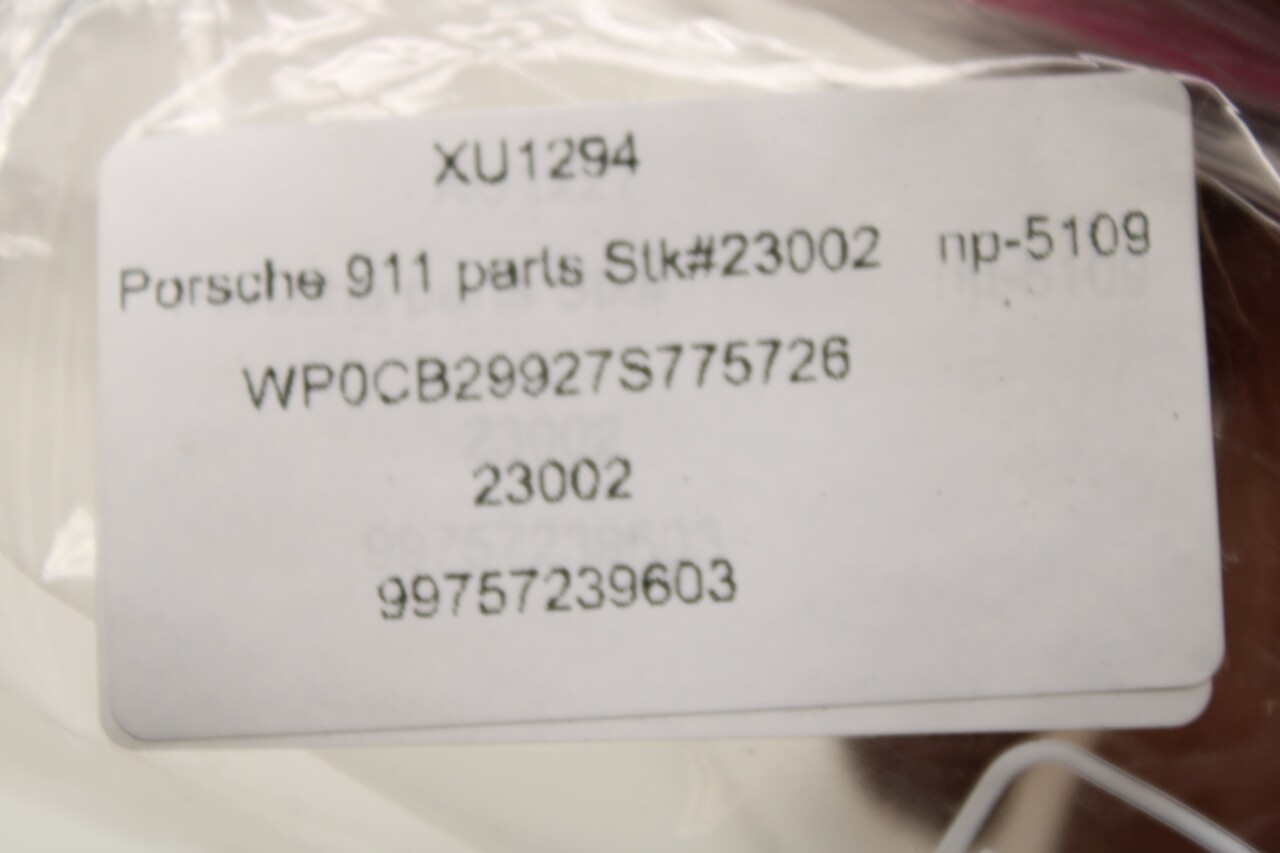 XU1294
Porsche 911 parts Stk#23002 np-5109
WP0CB29927S775726
23002
99757239603